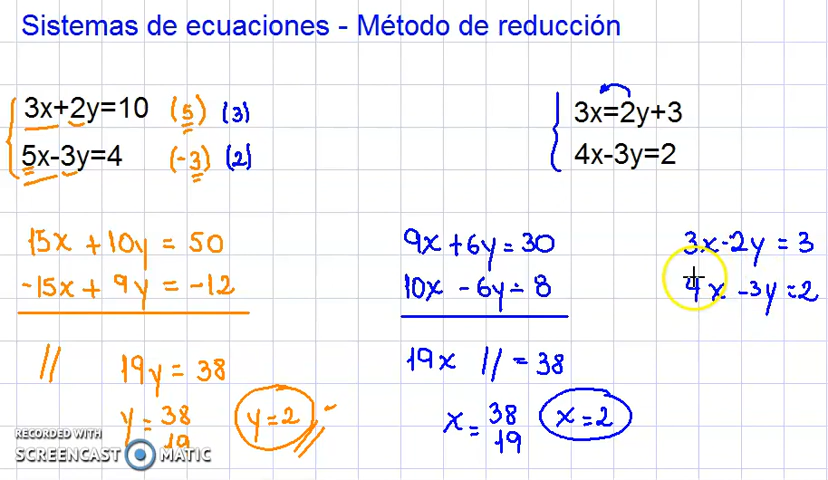 Sistemas de ecuaciones - Método de reducción
3x+2y=10 (5) (3)
5x-3y=4 (-3) (2)
15x + 10y = 50
-15x + 9y = -12
// 19y = 38
y = 38
19
y=2
9x + 6y = 30
10x - 6y = 8
19x // = 38
x = 38
19
x=2
3x=2y+3
4x-3y=2
3x-2y = 3
4x -3y =2
RECORDED WITH
SCREENCAST MATIC